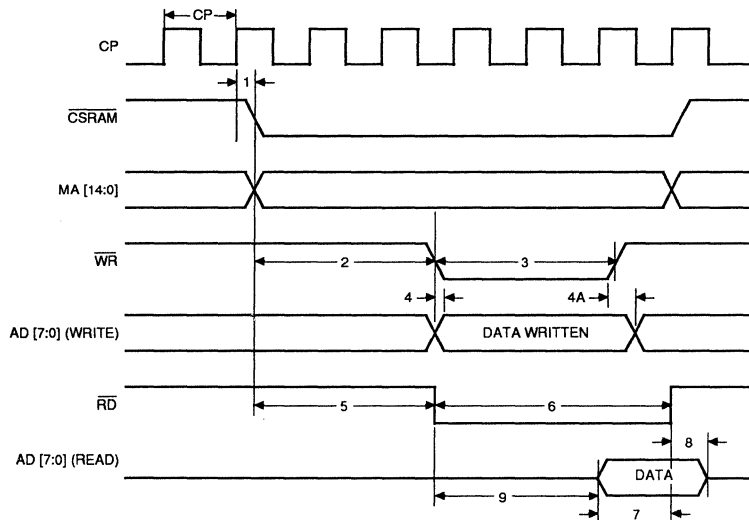 CP
CP
1
CSRAM
MA [14:0]
WR
2
3
4
4A
AD [7:0] (WRITE)
DATA WRITTEN
RD
5
6
AD [7:0] (READ)
8
DATA
9
7